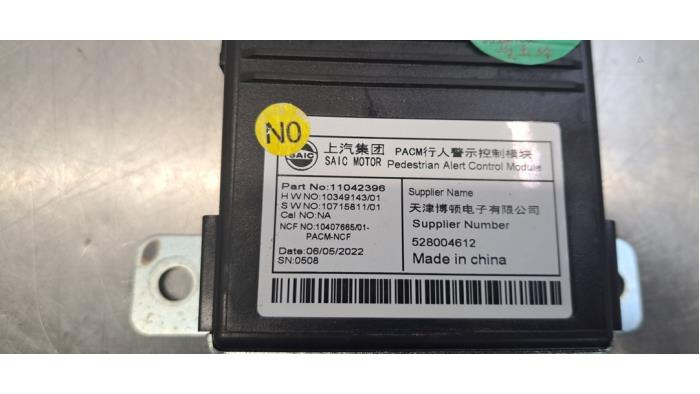 NO
SAIC
上汽集团 PACM行人警示控制模块
SAIC MOTOR Pedestrian Alert Control Module
Part No:11042396
H W NO:10349143/01
S W NO:10715811/01
Cal NO:NA
NCF NO:10407665/01-
PACM-NCF
Date:06/05/2022
SN:0508
Supplier Name
天津博顿电子有限公司
Supplier Number
528004612
Made in china